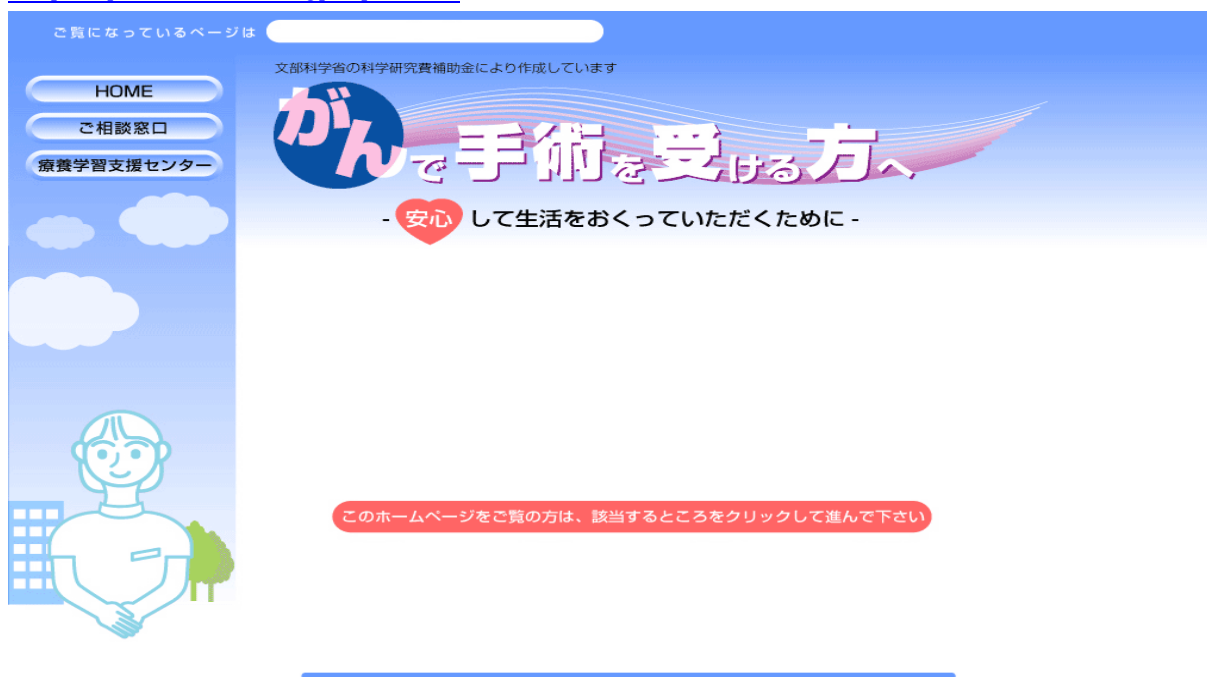 ご覧になっているページは
文部科学省の科学研究費補助金により作成しています
HOME
ご相談窓口
療養学習支援センター
がんで手術を受ける方へ
- 安心 して生活をおくっていただくために -
このホームページをご覧の方は、該当するところをクリックして進んで下さい